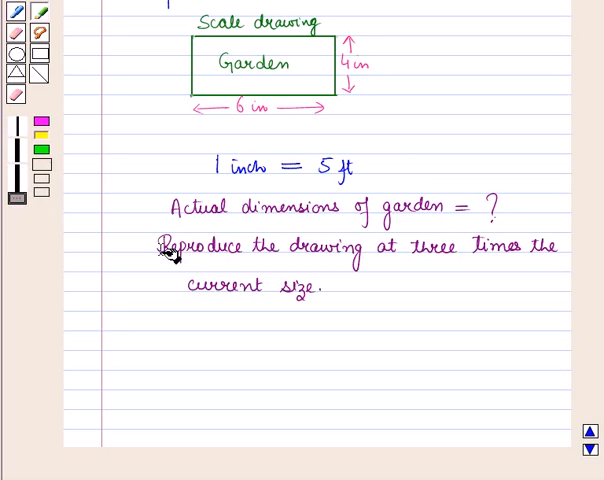 Scale drawing
Garden
4 in
6 in
1 inch = 5 ft
Actual dimensions of garden = ?
Reproduce the drawing at three times the
current size.